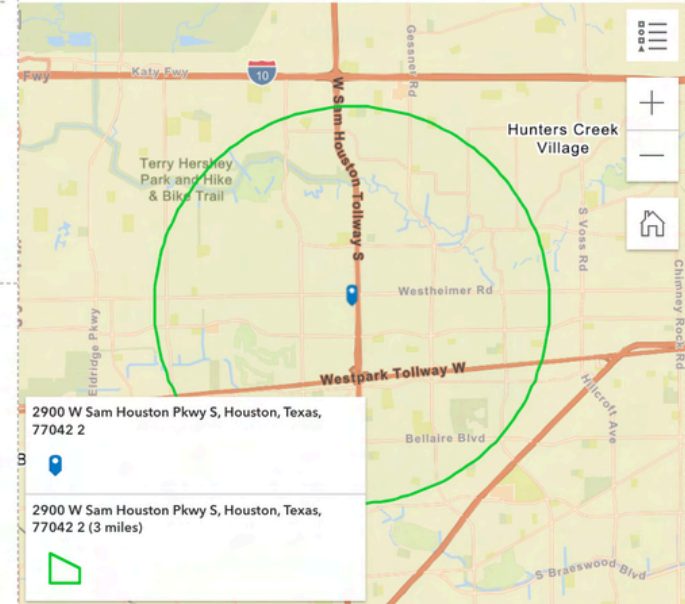 Gessner Rd
Fwy
Katy Fwy
10
W Sam Houston Tollway S
Hunters Creek
Village
Terry Hershey
Park and Hike
& Bike Trail
S Voss Rd
Westheimer Rd
Chimney Rock Rd
Eldridge Pkwy
Westpark Tollway W
Hillcroft Ave
2900 W Sam Houston Pkwy S, Houston, Texas,
77042 2
Bellaire Blvd
B
2900 W Sam Houston Pkwy S, Houston, Texas,
77042 2 (3 miles)
S Braeswood Blvd